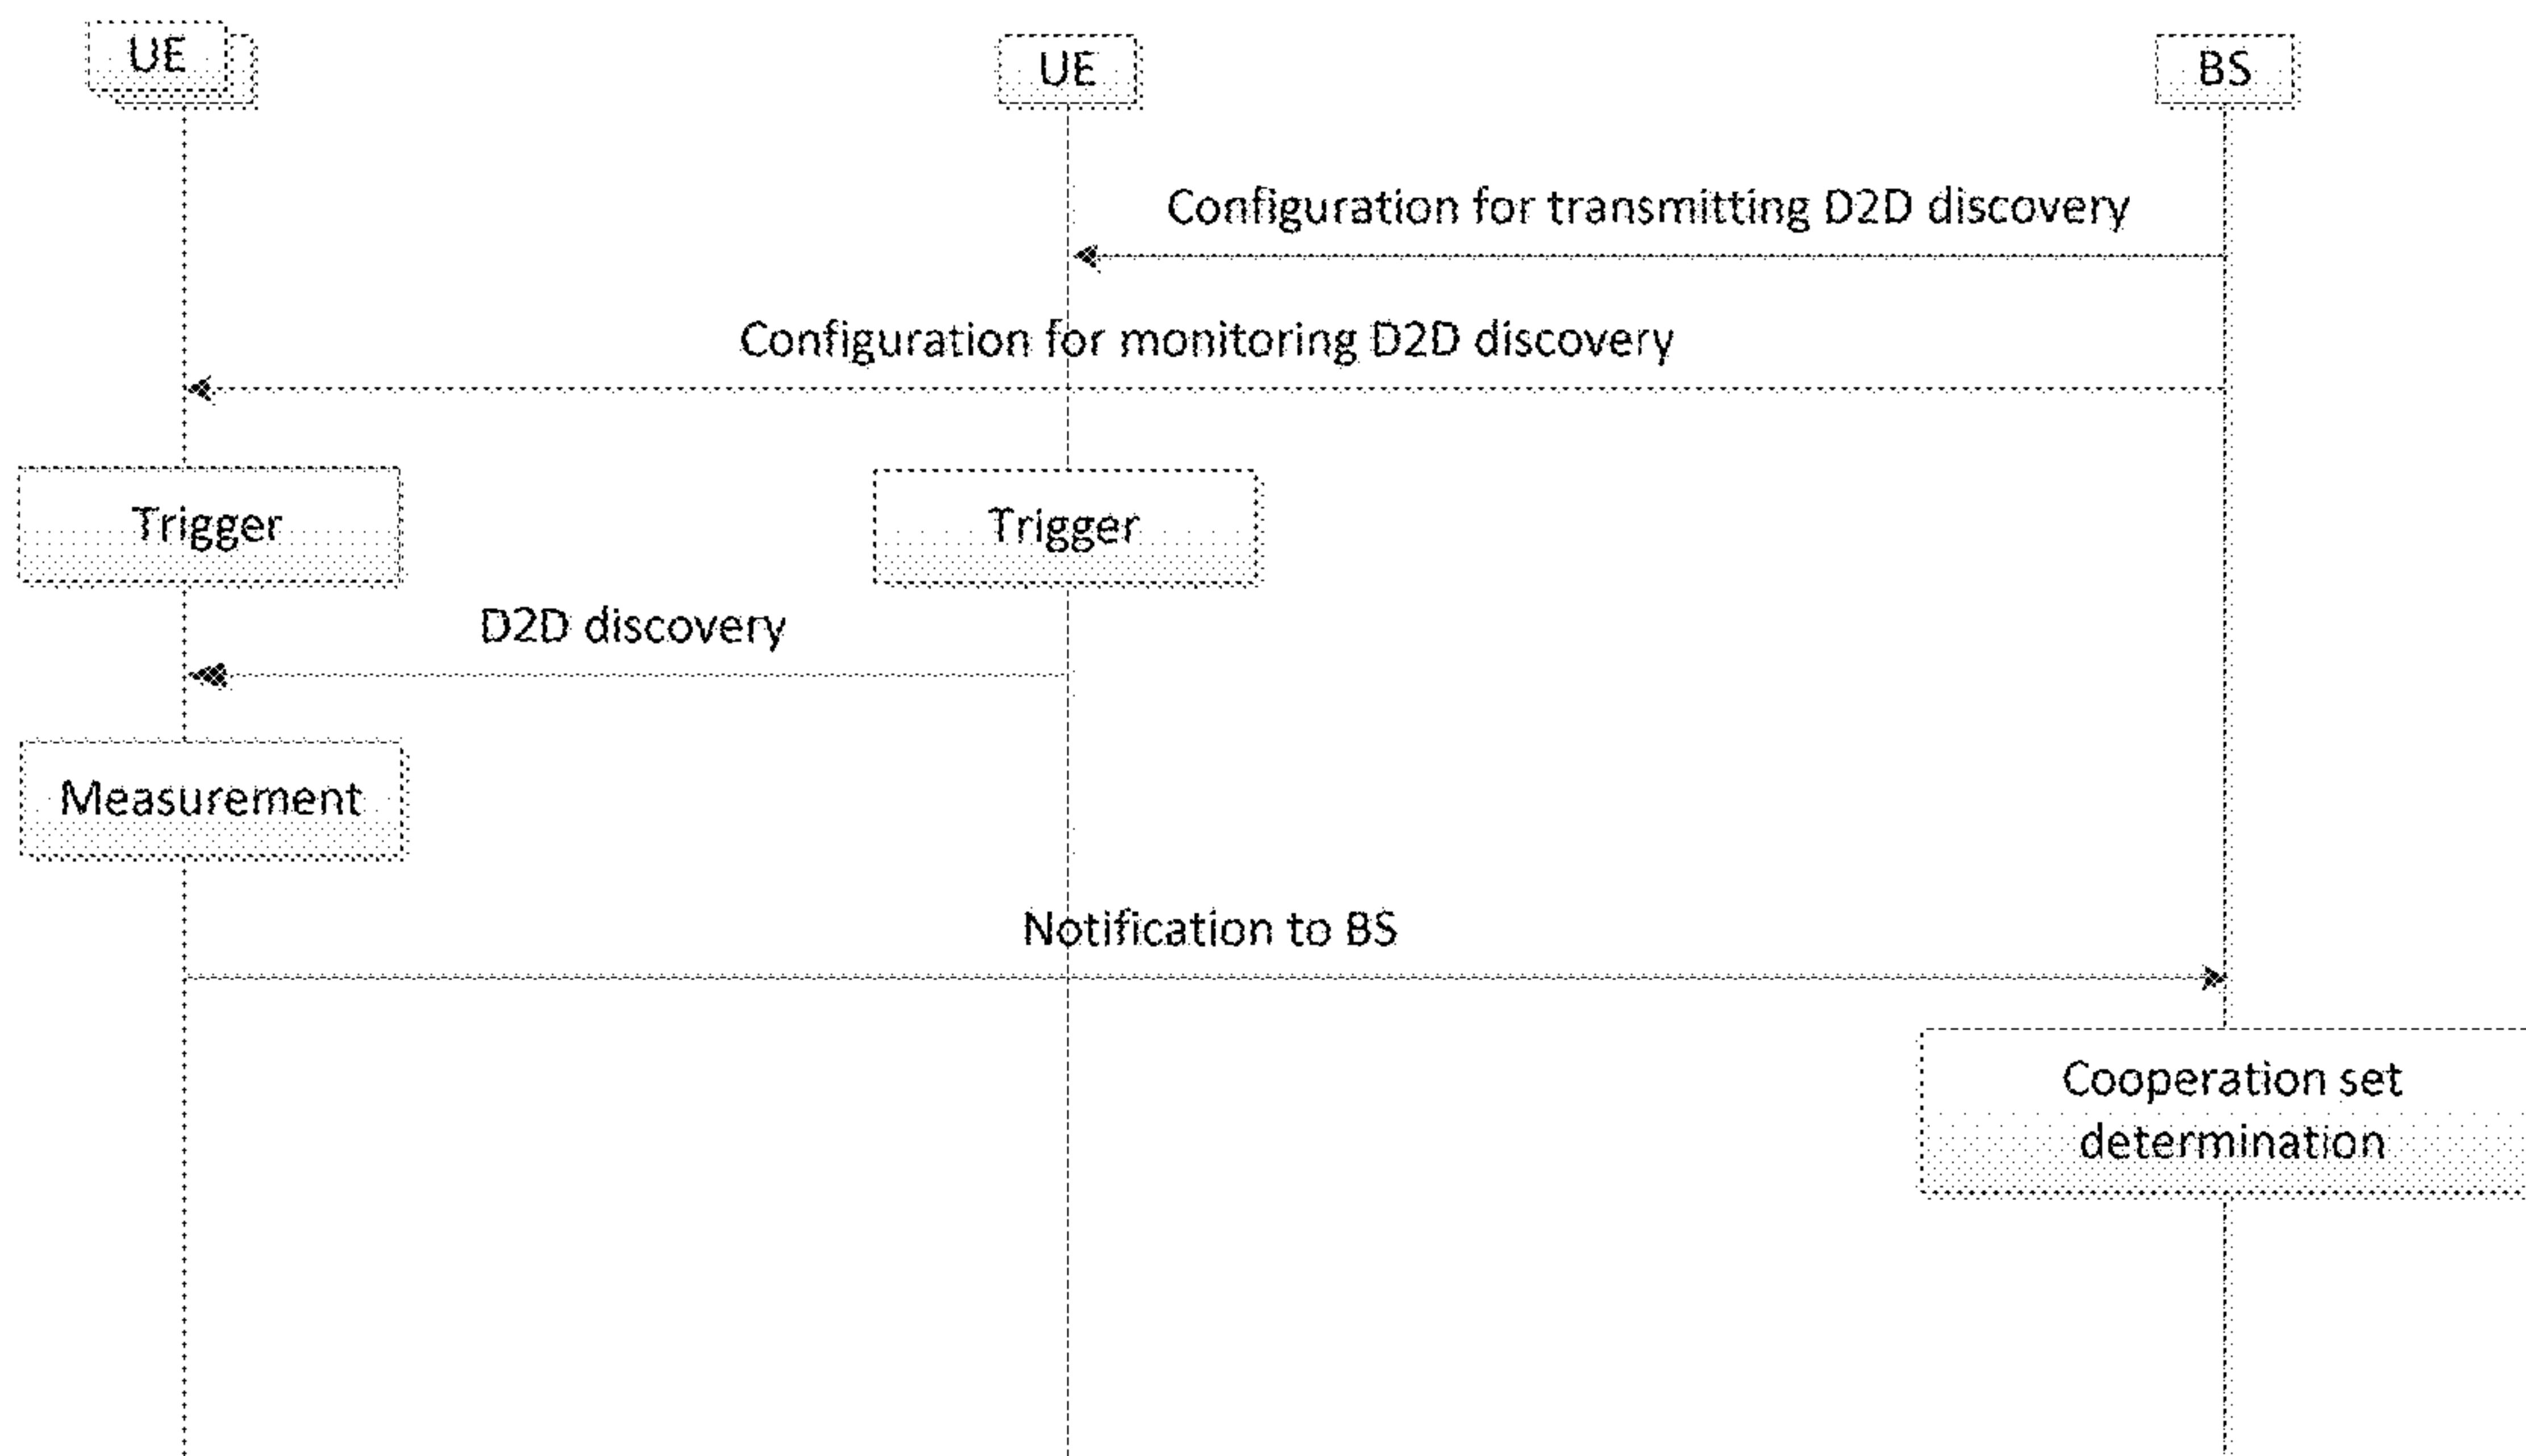 UE
UE
BS
Configuration for transmitting D2D discovery
Configuration for monitoring D2D discovery
Trigger
Trigger
D2D discovery
Measurement
Notification to BS
Cooperation set
determination